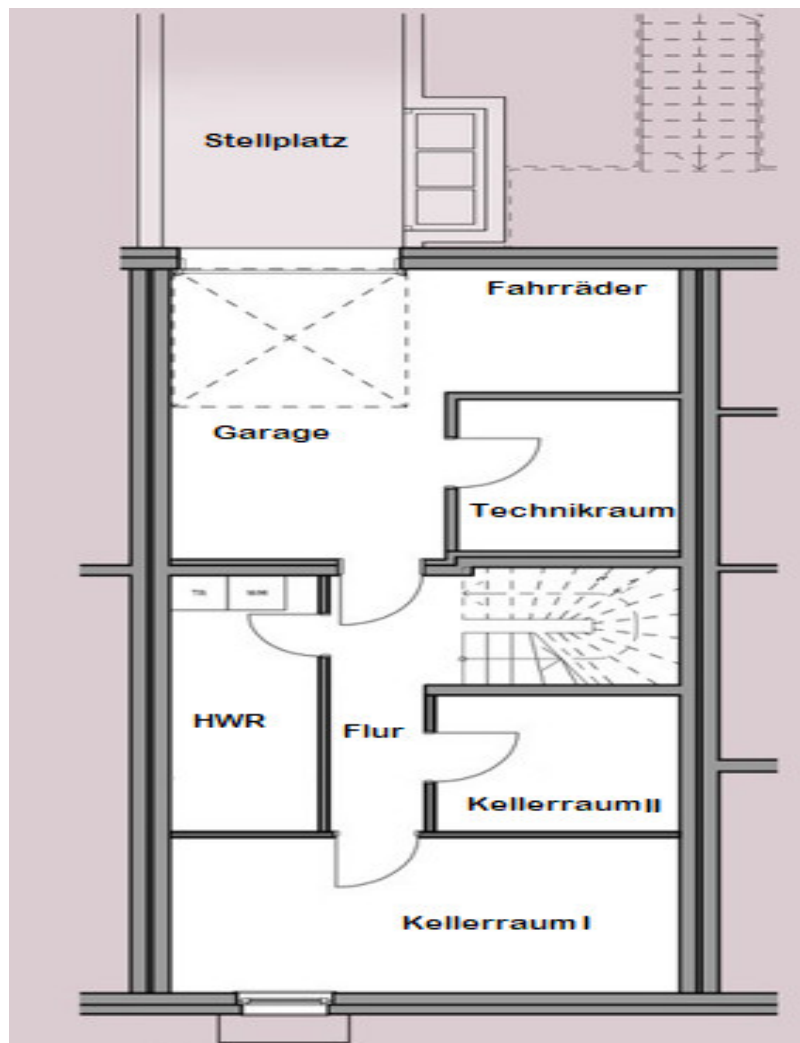 Stellplatz
Fahrräder
Garage
Technikraum
HWR
Flur
Kellerraum II
Kellerraum I